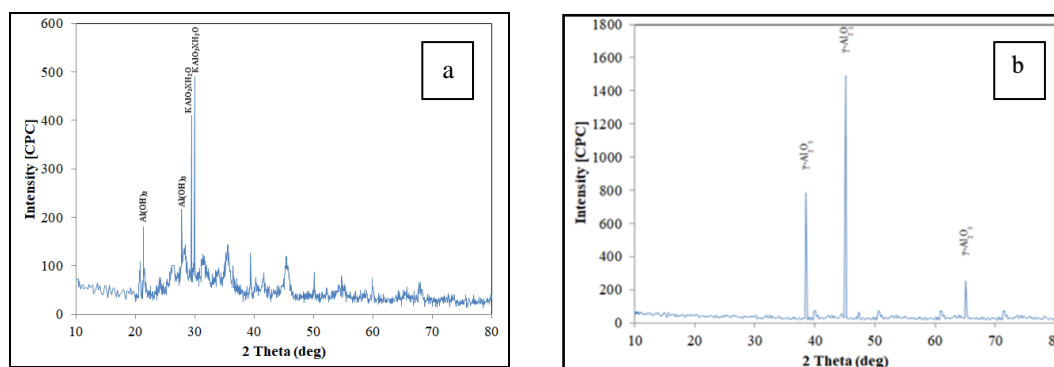 a
600
500
400
300
200
100
0
10 20 30 40 50 60 70 80
Intensity [CPC]
2 Theta (deg)
Al(OH)₃
Al(OH)₃
KAlO₂XH₂O
KAlO₂XH₂O
b
1800
1600
1400
1200
1000
800
600
400
200
0
10 20 30 40 50 60 70 80
Intensity [CPC]
2 Theta (deg)
γ-Al₂O₃
γ-Al₂O₃
γ-Al₂O₃